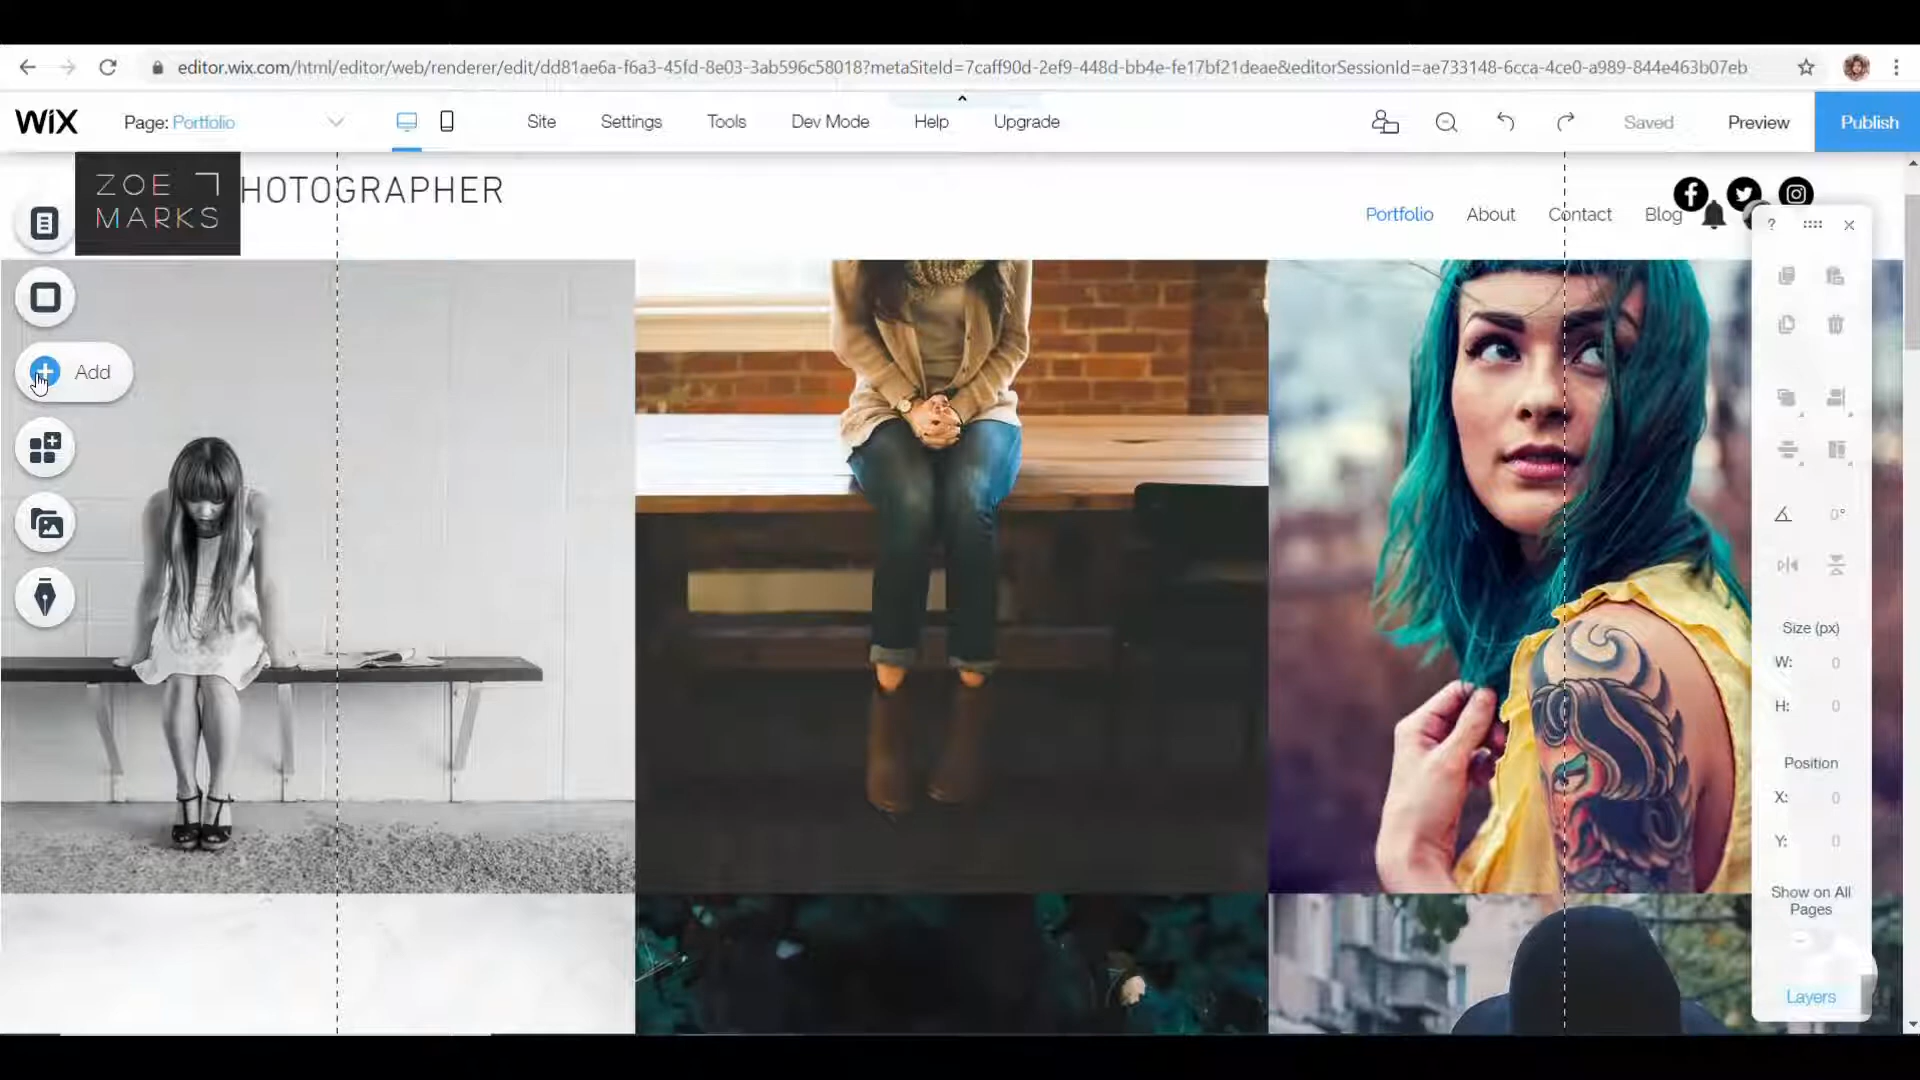 editor.wix.com/html/editor/web/renderer/edit/dd81ae6a-f6a3-45fd-8e03-3ab596c58018?metaSiteId=7caff90d-2ef9-448d-bb4e-fe17bf21deae&editorSessionId=ae733148-6cca-4ce0-a989-844e463b07eb
WiX Page: Portfolio Site Settings Tools Dev Mode Help Upgrade Saved Preview Publish
ZOE
MARKS
HOTOGRAPHER
Portfolio About Contact Blog
?
Add
0°
Size (px)
W: 0
H: 0
Position
X: 0
Y: 0
Show on All
Pages
Layers